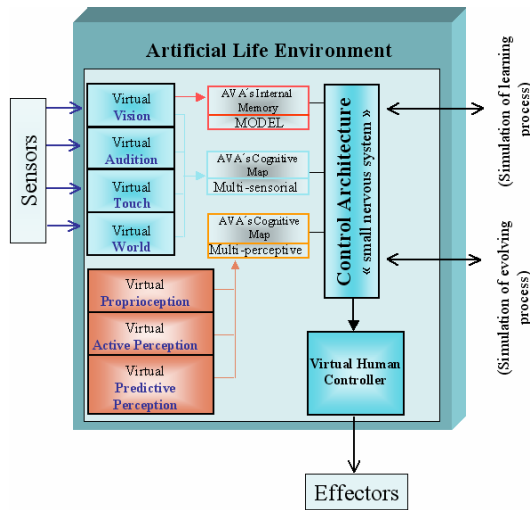 Artificial Life Environment
Sensors
Virtual
Vision
Virtual
Audition
Virtual
Touch
Virtual
World
AVA´s Internal
Memory
MODEL
AVA´s Cognitive
Map
Multi-sensorial
AVA´s Cognitive
Map
Multi-perceptive
Virtual
Proprioception
Virtual
Active Perception
Virtual
Predictive
Perception
Control Architecture
« small nervous system »
Virtual Human
Controller
Effectors
(Simulation of learning
process)
(Simulation of evolving
process)